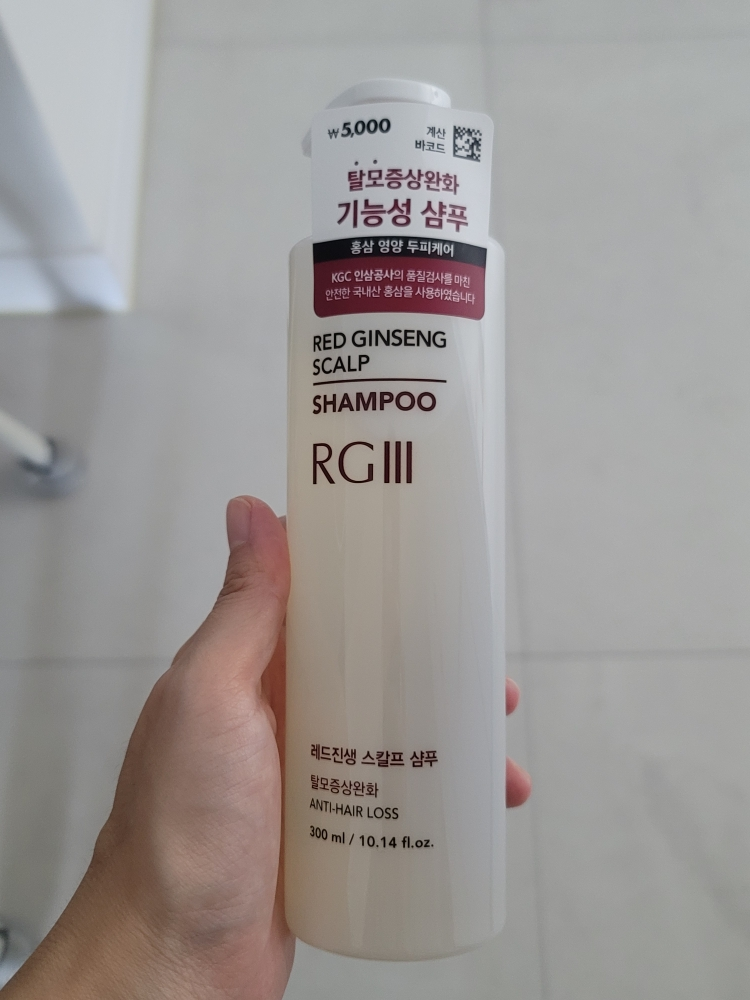 ₩5,000
계산
바코드
탈모증상완화
기능성 샴푸
홍삼 영양 두피케어
KGC 인삼공사의 품질검사를 마친
안전한 국내산 홍삼을 사용하였습니다
RED GINSENG
SCALP
SHAMPOO
RGIII
레드진생 스칼프 샴푸
탈모증상완화
ANTI-HAIR LOSS
300 ml / 10.14 fl.oz.